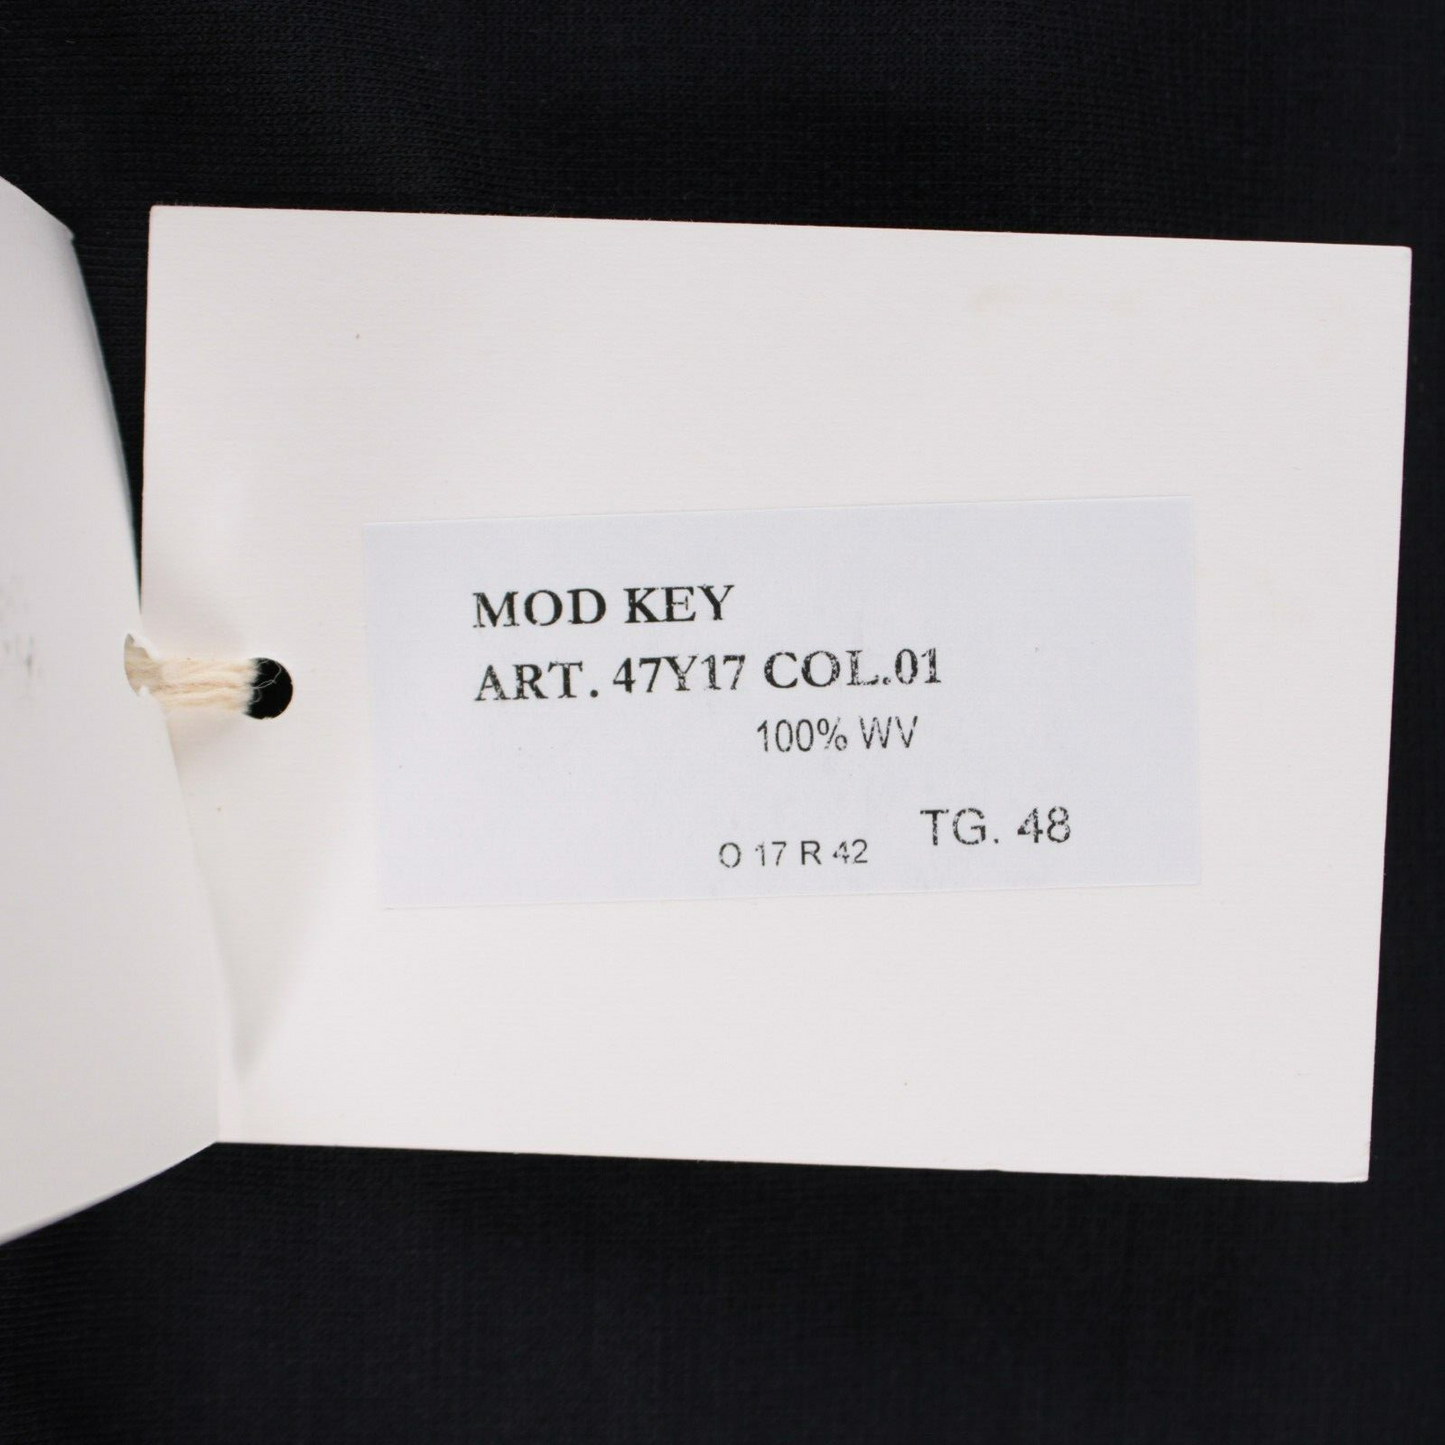 MOD KEY
ART. 47Y17 COL.01
100% WV
O 17 R 42 TG. 48